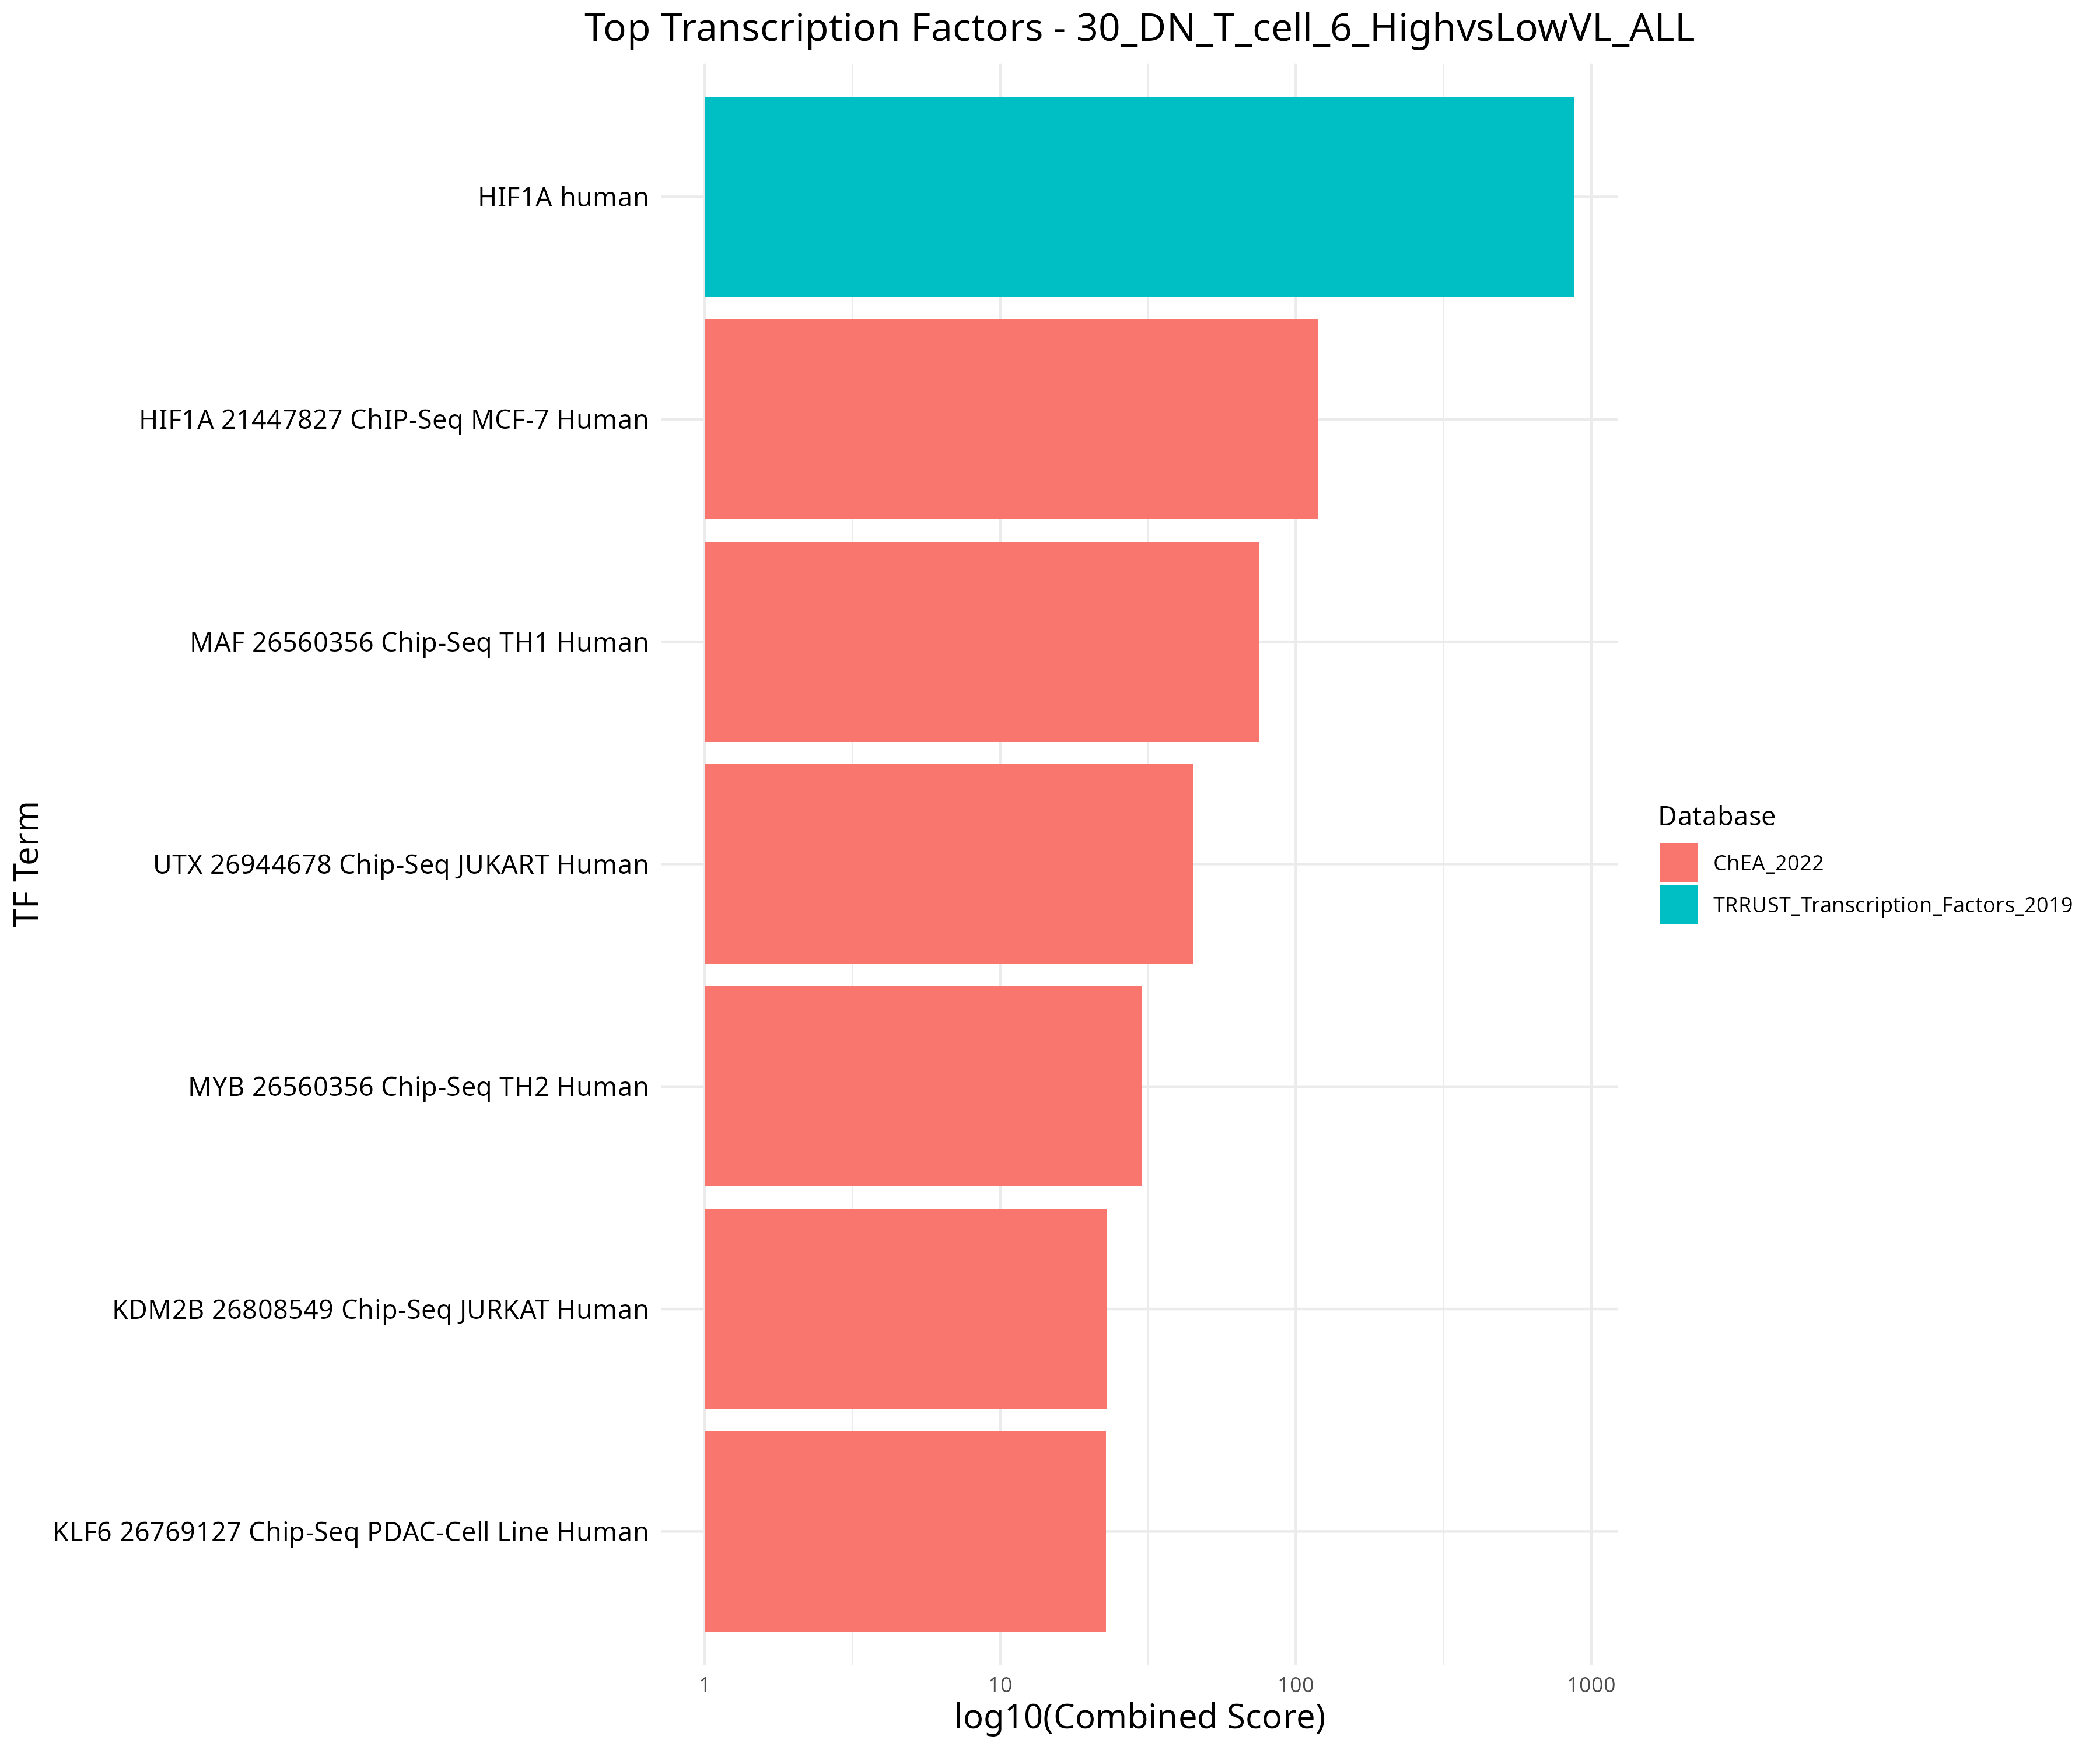 Top Transcription Factors - 30_DN_T_cell_6_HighvsLowVL_ALL
HIF1A human
HIF1A 21447827 ChIP-Seq MCF-7 Human
MAF 26560356 Chip-Seq TH1 Human
UTX 26944678 Chip-Seq JUKART Human
MYB 26560356 Chip-Seq TH2 Human
KDM2B 26808549 Chip-Seq JURKAT Human
KLF6 26769127 Chip-Seq PDAC-Cell Line Human
TF Term
1 10 100 1000
log10(Combined Score)
Database
ChEA_2022
TRRUST_Transcription_Factors_2019